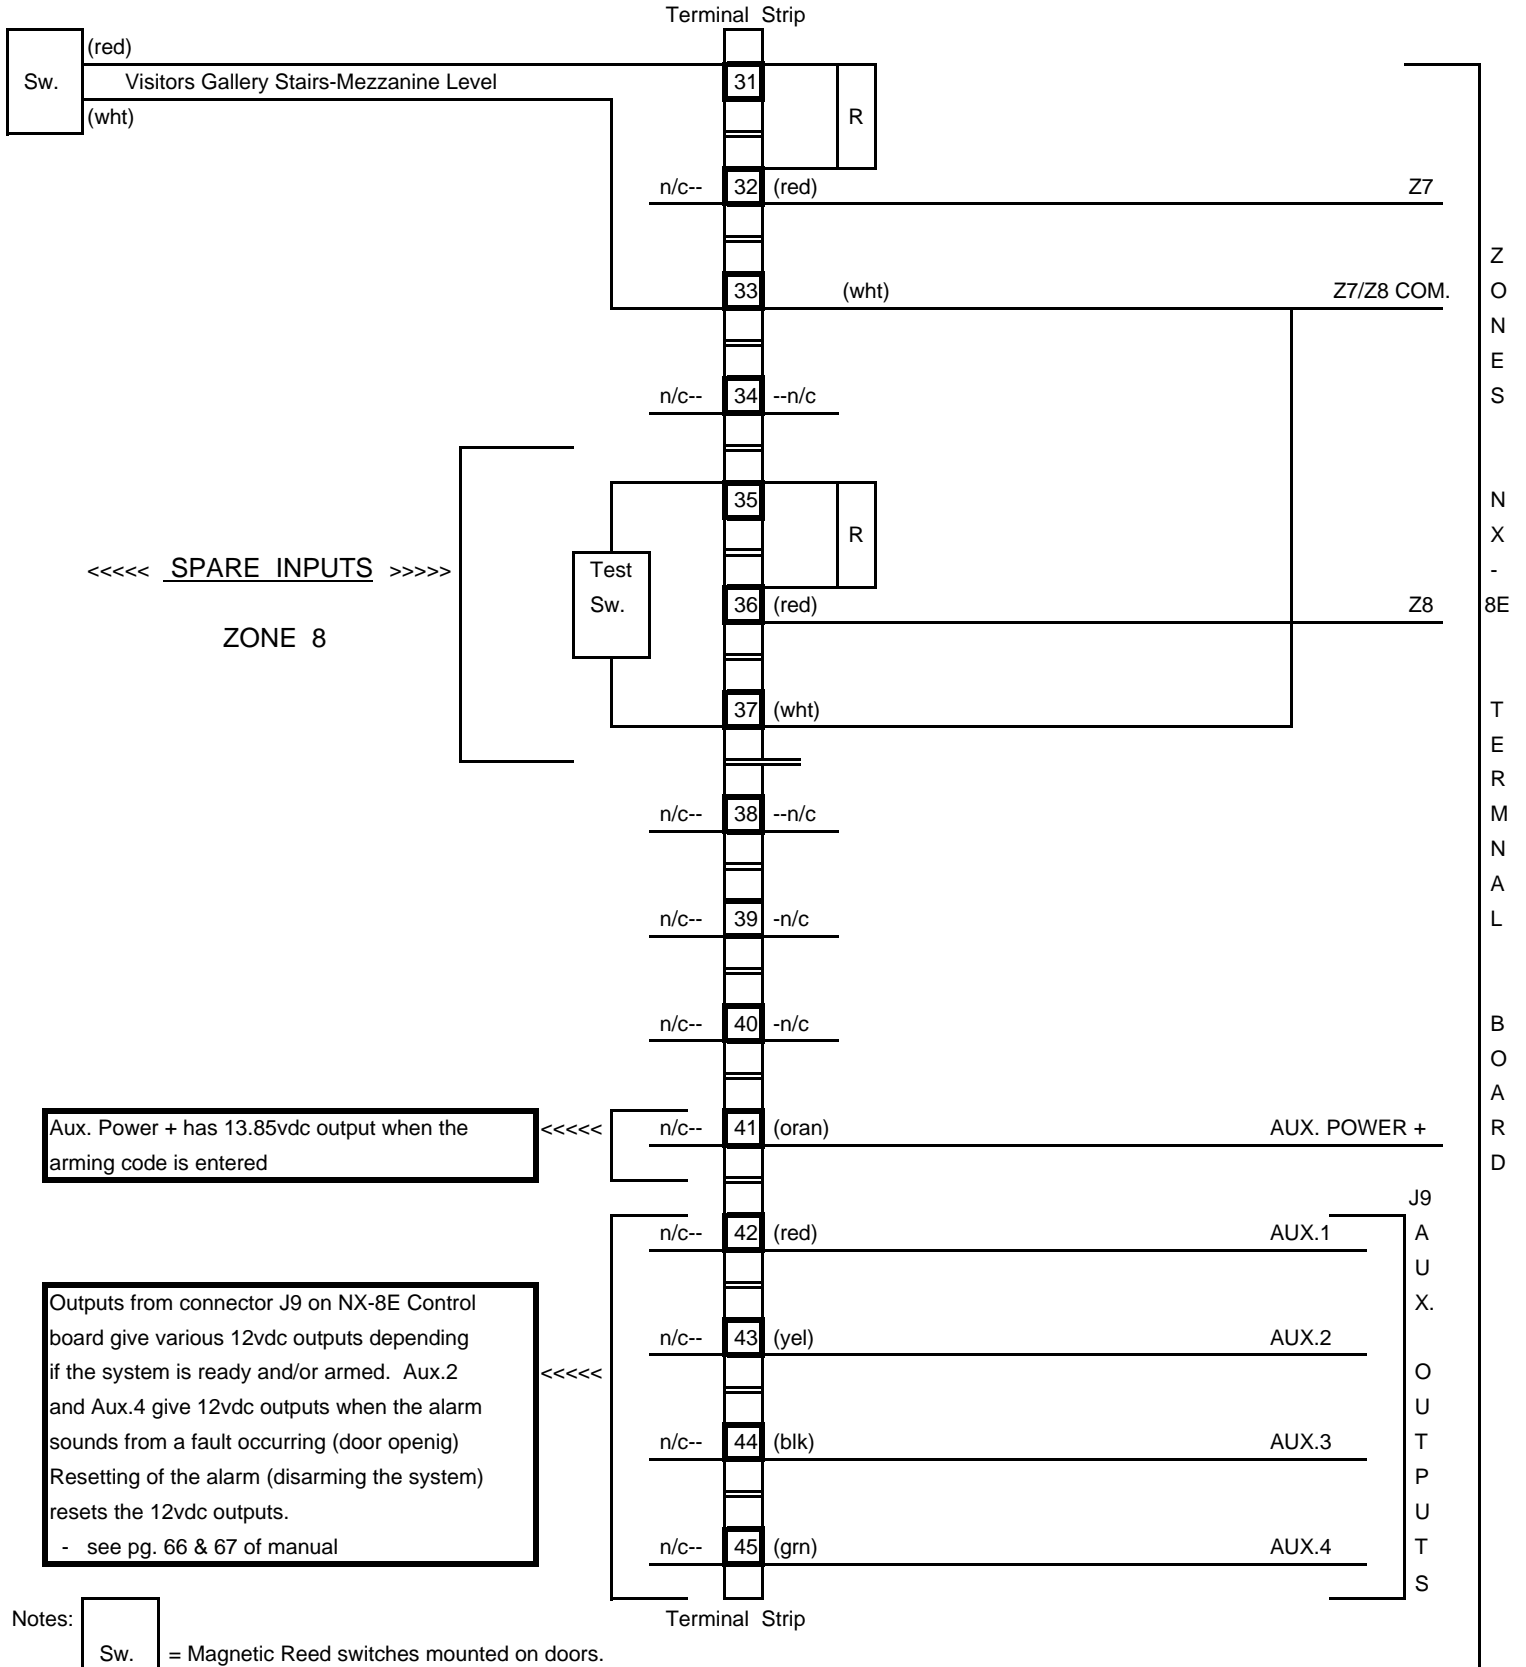 Terminal Strip
(red)
Sw. Visitors Gallery Stairs-Mezzanine Level 31
(wht) R
n/c-- 32 (red) Z7
33 (wht) Z7/Z8 COM.
n/c-- 34 --n/c
35
R
<<<<< SPARE INPUTS >>>>>
Test
Sw. 36 (red) Z8
ZONE 8
37 (wht)
n/c-- 38 --n/c
n/c-- 39 -n/c
n/c-- 40 -n/c
Z
O
N
E
S
N
X
-
8E
T
E
R
M
N
A
L
B
O
A
R
D
Aux. Power + has 13.85vdc output when the
arming code is entered
<<<<< n/c-- 41 (oran) AUX. POWER +
J9
n/c-- 42 (red) AUX.1
Outputs from connector J9 on NX-8E Control
board give various 12vdc outputs depending
if the system is ready and/or armed. Aux.2
and Aux.4 give 12vdc outputs when the alarm
sounds from a fault occurring (door openig)
Resetting of the alarm (disarming the system)
resets the 12vdc outputs.
- see pg. 66 & 67 of manual
<<<<<
n/c-- 43 (yel) AUX.2
n/c-- 44 (blk) AUX.3
n/c-- 45 (grn) AUX.4
A
U
X.
O
U
T
P
U
T
S
Terminal Strip
Notes:
Sw. = Magnetic Reed switches mounted on doors.